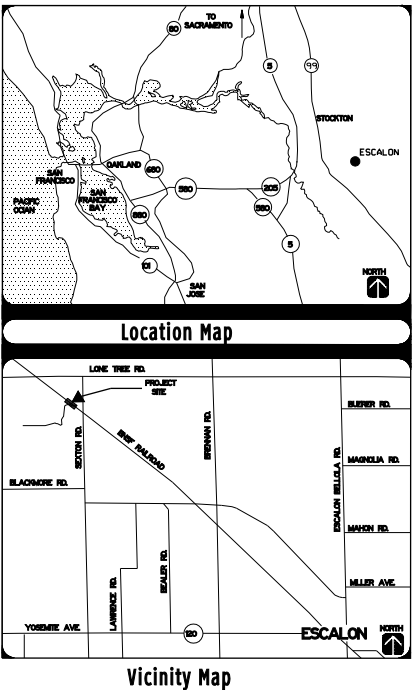 TO
SACRAMENTO
80
5
99
STOCKTON
ESCALON
OAKLAND
680
SAN
FRANCISCO
580
205
SAN
FRANCISCO
BAY
PACIFIC
OCEAN
880
580
5
101
NORTH
SAN
JOSE
Location Map
LONE TREE RD.
PROJECT
SITE
BUERER RD.
SEXTON RD.
BRENNAN RD.
BNSF RAILROAD
ESCALON BELLOLA RD.
MAGNOLIA RD.
BLACKMORE RD.
MAHON RD.
LAWRENCE RD.
BEALER RD.
MILLER AVE.
YOSEMITE AVE.
120
ESCALON
NORTH
Vicinity Map